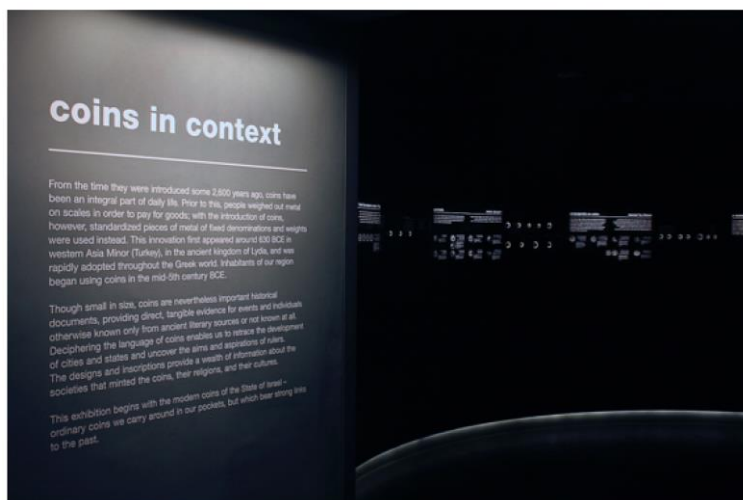 coins in context
From the time they were introduced some 2,600 years ago, coins have
been an integral part of daily life. Prior to this, people weighed out metal
on scales in order to pay for goods; with the introduction of coins,
however, standardized pieces of metal of fixed denominations and weights
were used instead. This innovation first appeared around 630 BCE in
western Asia Minor (Turkey), in the ancient kingdom of Lydia, and was
rapidly adopted throughout the Greek world. Inhabitants of our region
began using coins in the mid-5th century BCE.
Though small in size, coins are nevertheless important historical
documents, providing direct, tangible evidence for events and individuals
otherwise known only from ancient literary sources or not known at all.
Deciphering the language of coins enables us to retrace the development
of cities and states and uncover the aims and aspirations of rulers.
The designs and inscriptions provide a wealth of information about the
societies that minted the coins, their religions, and their cultures.
This exhibition begins with the modern coins of the State of Israel –
ordinary coins we carry around in our pockets, but which bear strong links
to the past.